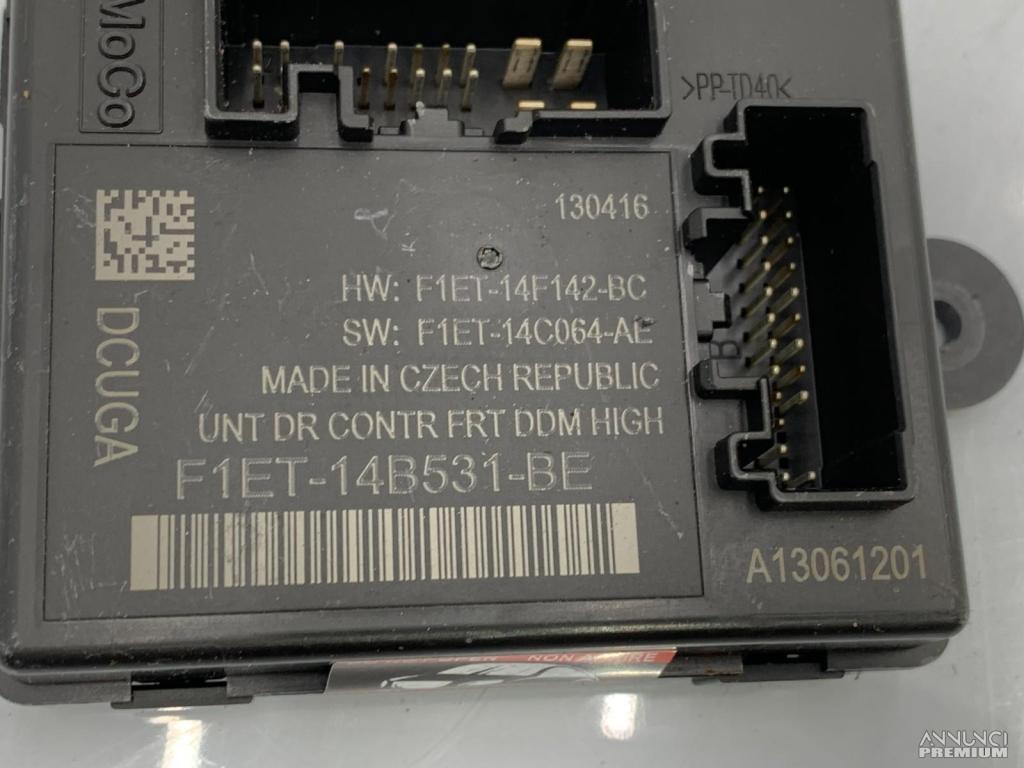 MoCo
>PP-TD40<
130416
HW: F1ET-14F142-BC
SW: F1ET-14C064-AE
MADE IN CZECH REPUBLIC
UNT DR CONTR FRT DDM HIGH
F1ET-14B531-BE
DCUGA
B
A13061201
NON APRIRE
ANNUNCI
PREMIUM